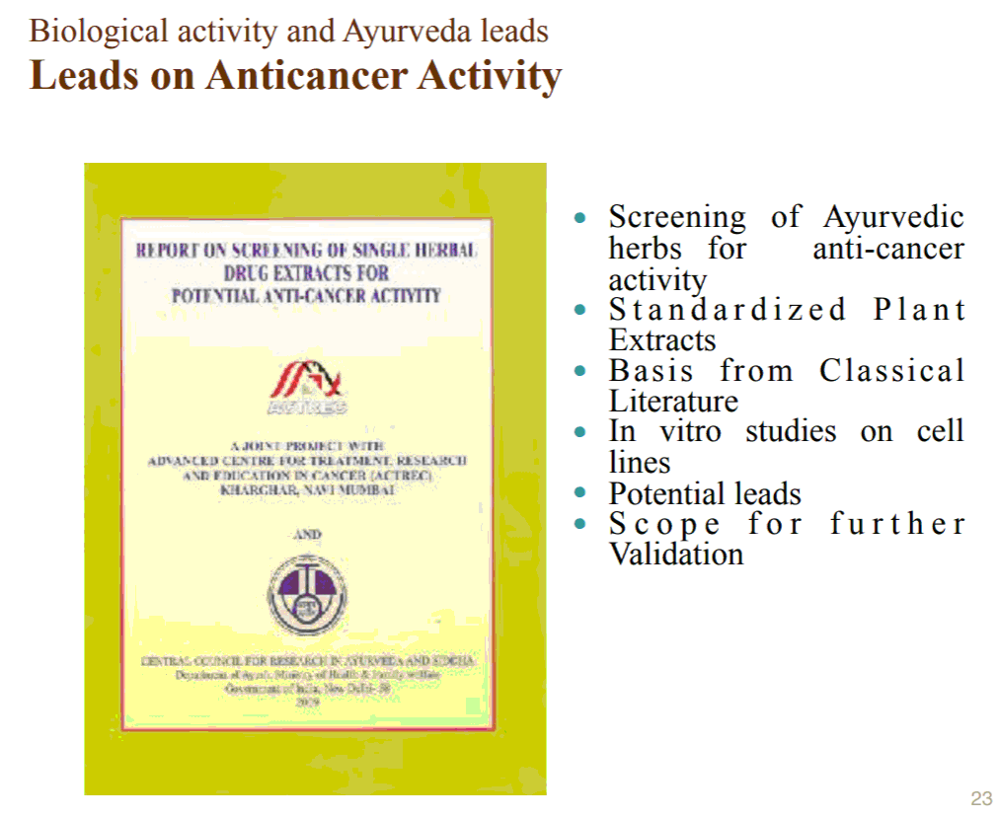 Biological activity and Ayurveda leads
Leads on Anticancer Activity
REPORT ON SCREENING OF SINGLE HERBAL
DRUG EXTRACTS FOR
POTENTIAL ANTI-CANCER ACTIVITY
ACTREC
A JOINT PROJECT WITH
ADVANCED CENTRE FOR TREATMENT, RESEARCH
AND EDUCATION IN CANCER (ACTREC)
KHARGHAR, NAVI MUMBAI
AND
CENTRAL COUNCIL FOR RESEARCH IN AYURVEDA AND SIDDHA
Department of Ayush, Ministry of Health & Family welfare
Government of India, New Delhi-
2009
• Screening of Ayurvedic
herbs for anti-cancer
activity
• Standardized Plant
Extracts
• Basis from Classical
Literature
• In vitro studies on cell
lines
• Potential leads
• Scope for further
Validation
23